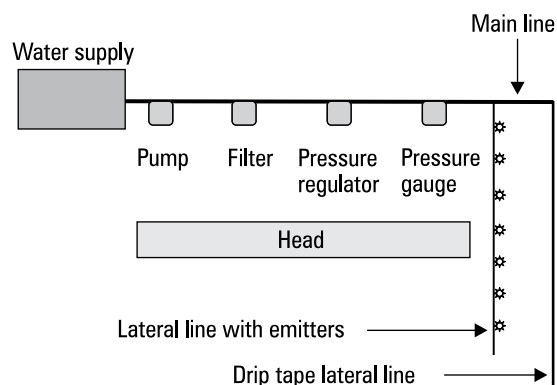 Main line
Water supply
Pump
Filter
Pressure
regulator
Pressure
gauge
Head
Lateral line with emitters
Drip tape lateral line